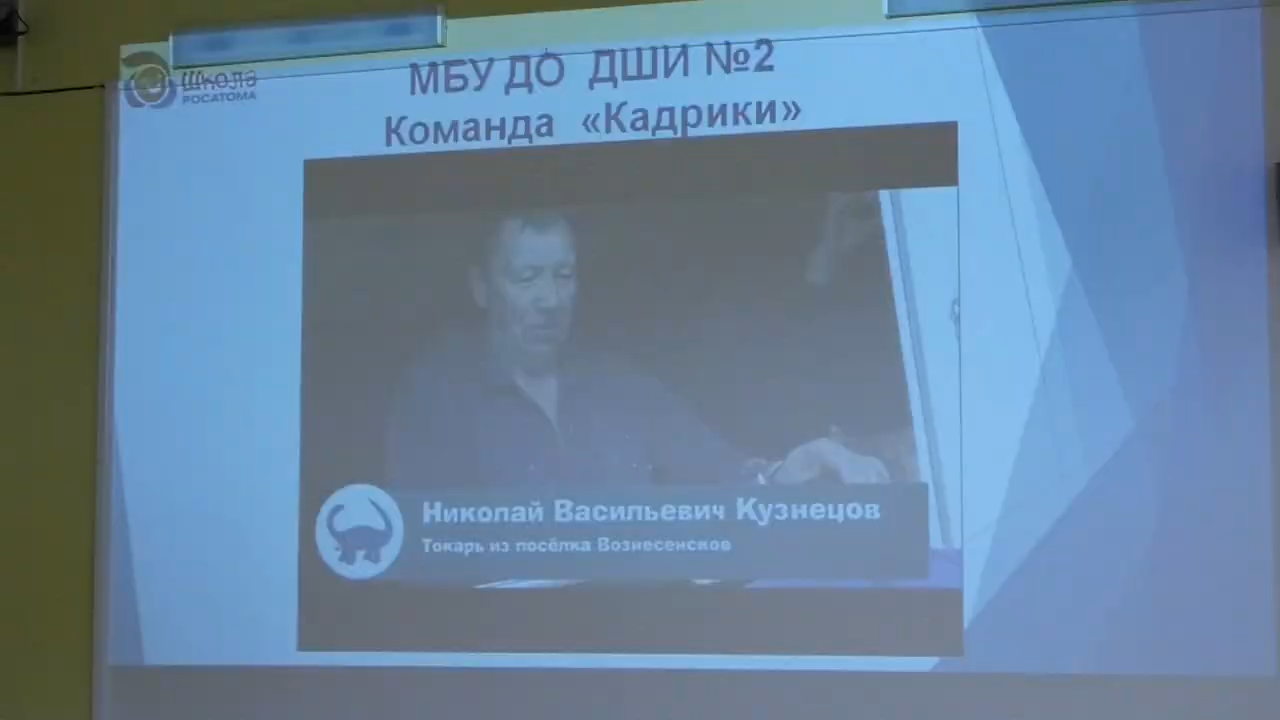 школа
РОСАТОМА
МБУ ДО ДШИ №2
Команда «Кадрики»
Николай Васильевич Кузнецов
Токарь из посёлка Вознесенское